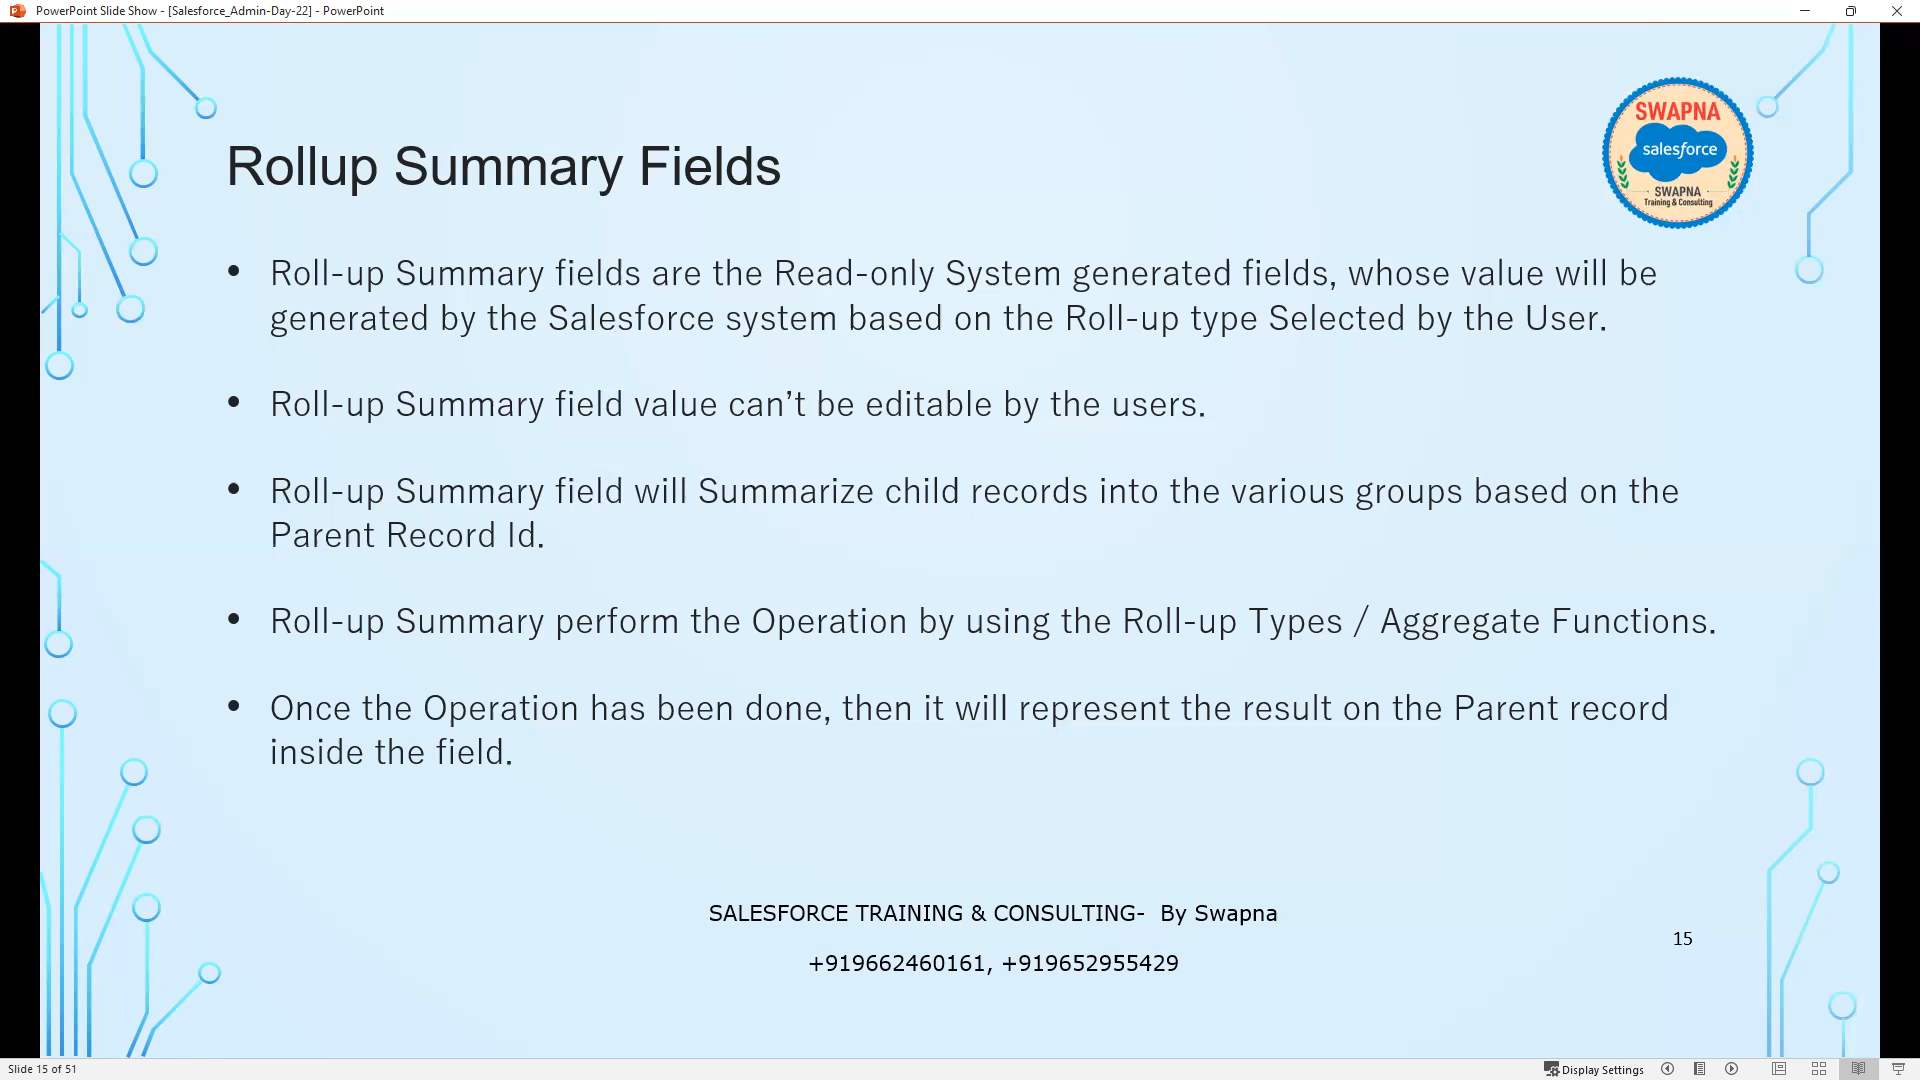 PowerPoint Slide Show - [Salesforce_Admin-Day-22] - PowerPoint
SWAPNA
salesforce
SWAPNA
Training & Consulting
Rollup Summary Fields
• Roll-up Summary fields are the Read-only System generated fields, whose value will be
generated by the Salesforce system based on the Roll-up type Selected by the User.
• Roll-up Summary field value can’t be editable by the users.
• Roll-up Summary field will Summarize child records into the various groups based on the
Parent Record Id.
• Roll-up Summary perform the Operation by using the Roll-up Types / Aggregate Functions.
• Once the Operation has been done, then it will represent the result on the Parent record
inside the field.
SALESFORCE TRAINING & CONSULTING- By Swapna
+919662460161, +919652955429
15
Slide 15 of 51
Display Settings